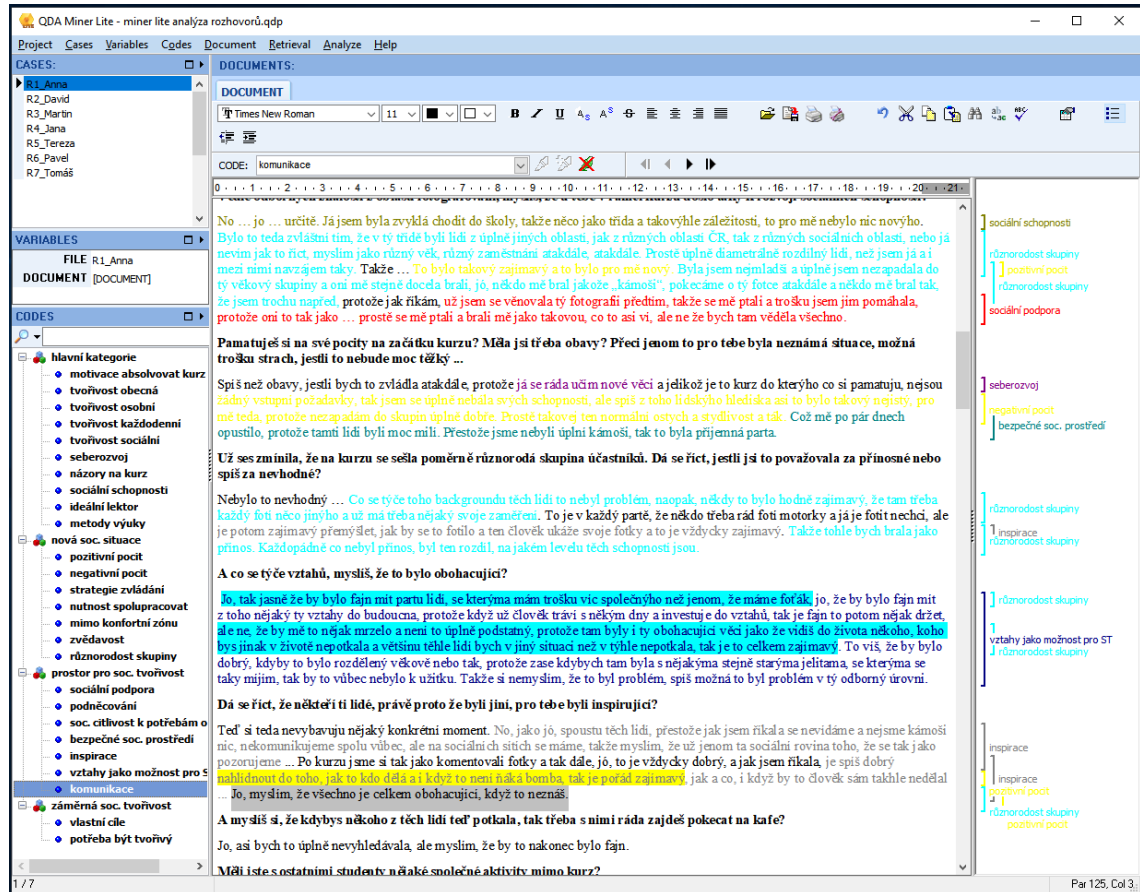 QDA Miner Lite - miner lite analýza rozhovorů.qdp
Project Cases Variables Codes Document Retrieval Analyze Help
CASES:
R1_Anna
R2_David
R3_Martin
R4_Jana
R5_Tereza
R6_Pavel
R7_Tomáš
VARIABLES
FILE R1_Anna
DOCUMENT [DOCUMENT]
CODES
hlavní kategorie
motivace absolvovat kurz
tvořivost obecná
tvořivost osobní
tvořivost každodenní
tvořivost sociální
seberozvoj
názory na kurz
sociální schopnosti
ideální lektor
metody výuky
nová soc. situace
pozitivní pocit
negativní pocit
strategie zvládání
nutnost spolupracovat
mimo konfortní zónu
zvědavost
různorodost skupiny
prostor pro soc. tvořivost
sociální podpora
podněcování
soc. citlivost k potřebám o
bezpečné soc. prostředí
inspirace
vztahy jako možnost pro S
komunikace
záměrná soc. tvořivost
vlastní cíle
potřeba být tvořivý
DOCUMENTS:
DOCUMENT
Times New Roman 11 B I U
CODE: komunikace
0 1 2 3 4 5 6 7 8 9 10 11 12 13 14 15 16 17 18 19 20 21
No … jo … určitě. Já jsem byla zvyklá chodit do školy, takže něco jako třída a takovýhle záležitosti, to pro mě nebylo nic novýho.
Bylo to teda zvláštní tím, že v tý třídě byli lidi z úplně jiných oblastí, jak z různých oblastí ČR, tak z různých sociálních oblastí, nebo já
nevím jak to říct, myslím jako různý věk, různý zaměstnání atakdále, atakdále. Prostě úplně diametrálně rozdílný lidi, než jsem já a i
mezi nimi navzájem taky. Takže … To bylo takový zajímavý a to bylo pro mě nový. Byla jsem nejmladší a úplně jsem nezapadala do
tý věkový skupiny a oni mě stejně docela brali, jó, někdo mě bral jakože „kámoši“, pokecáme o tý fotce atakdále a někdo mě bral tak,
že jsem trochu napřed, protože jak říkám, už jsem se věnovala tý fotografii předtím, takže se mě ptali a trošku jsem jim pomáhala,
protože oni to tak jako … prostě se mě ptali a brali mě jako takovou, co to asi ví, ale ne že bych tam věděla všechno.
Pamatuješ si na své pocity na začátku kurzu? Měla jsi třeba obavy? Přeci jenom to pro tebe byla neznámá situace, možná
trošku strach, jestli to nebude moc těžký ...
Spíš než obavy, jestli bych to zvládla atakdále, protože já se ráda učím nové věci a jelikož je to kurz do kterýho co si pamatuju, nejsou
žádný vstupní požadavky, tak jsem se úplně nebála svých schopností, ale spíš z toho lidskýho hlediska asi to bylo takový nejistý, pro
mě teda, protože nezapadám do skupin úplně dobře. Prostě takovej ten normální ostych a stydlivost a tak. Což mě po pár dnech
opustilo, protože tamti lidi byli moc milí. Přestože jsme nebyli úplní kámoši, tak to byla příjemná parta.
Už ses zmínila, že na kurzu se sešla poměrně různorodá skupina účastníků. Dá se říct, jestli jsi to považovala za přínosné nebo
spíš za nevhodné?
Nebylo to nevhodný … Co se týče toho backgroundu těch lidí to nebyl problém, naopak, někdy to bylo hodně zajímavý, že tam třeba
každý fotí něco jinýho a už má třeba nějaký svoje zaměření. To je v každý partě, že někdo třeba rád fotí motorky a já je fotit nechci, ale
je potom zajímavý přemýšlet, jak by se to fotilo a ten člověk ukáže svoje fotky a to je vždycky zajímavý. Takže tohle bych brala jako
přínos. Každopádně co nebyl přínos, byl ten rozdíl, na jakém levelu těch schopností jsou.
A co se týče vztahů, myslíš, že to bylo obohacující?
Jo, tak jasně že by bylo fajn mít partu lidí, se kterýma mám trošku víc společnýho než jenom, že máme foťák, jo, že by bylo fajn mít
z toho nějaký ty vztahy do budoucna, protože když už člověk tráví s někým dny a investuje do vztahů, tak je fajn to potom nějak držet,
ale ne, že by mě to nějak mrzelo a není to úplně podstatný, protože tam byly i ty obohacující věci jako že vidíš do života někoho, koho
bys jinak v životě nepotkala a většinu těhle lidí bych v jiný situaci než v týhle nepotkala, tak je to celkem zajímavý. To víš, že by bylo
dobrý, kdyby to bylo rozdělený věkově nebo tak, protože zase kdybych tam byla s nějakýma stejně starýma jelitama, se kterýma se
taky míjím, tak by to vůbec nebylo k užitku. Takže si nemyslím, že to byl problém, spíš možná to byl problém v tý odborný úrovni.
Dá se říct, že někteří ti lidé, právě proto že byli jiní, pro tebe byli inspirující?
Teď si teda nevybavuju nějaký konkrétní moment. No, jako jó, spoustu těch lidí, přestože jak jsem říkala se nevídáme a nejsme kámoši
nic, nekomunikujeme spolu vůbec, ale na sociálních sítích se máme, takže myslím, že už jenom ta sociální rovina toho, že se tak jako
pozorujeme ... Po kurzu jsme si tak jako komentovali fotky a tak dále, jó, to je vždycky dobrý, a jak jsem říkala, je spíš dobrý
nahlídnout do toho, jak to kdo dělá a i když to není ňáká bomba, tak je pořád zajímavý, jak a co, i když by to člověk sám takhle nedělal
... Jo, myslím, že všechno je celkem obohacující, když to neznáš.
A myslíš si, že kdybys někoho z těch lidí teď potkala, tak třeba s nimi ráda zajdeš pokecat na kafe?
Jo, asi bych to úplně nevyhledávala, ale myslím, že by to nakonec bylo fajn.
Měli jste s ostatními studenty nějaké společné aktivity mimo kurz?
sociální schopnosti
různorodost skupiny
pozitivní pocit
různorodost skupiny
sociální podpora
seberozvoj
negativní pocit
bezpečné soc. prostředí
různorodost skupiny
inspirace
různorodost skupiny
různorodost skupiny
vztahy jako možnost pro ST
různorodost skupiny
inspirace
inspirace
pozitivní pocit
různorodost skupiny
pozitivní pocit
1 / 7
Par 125, Col 3